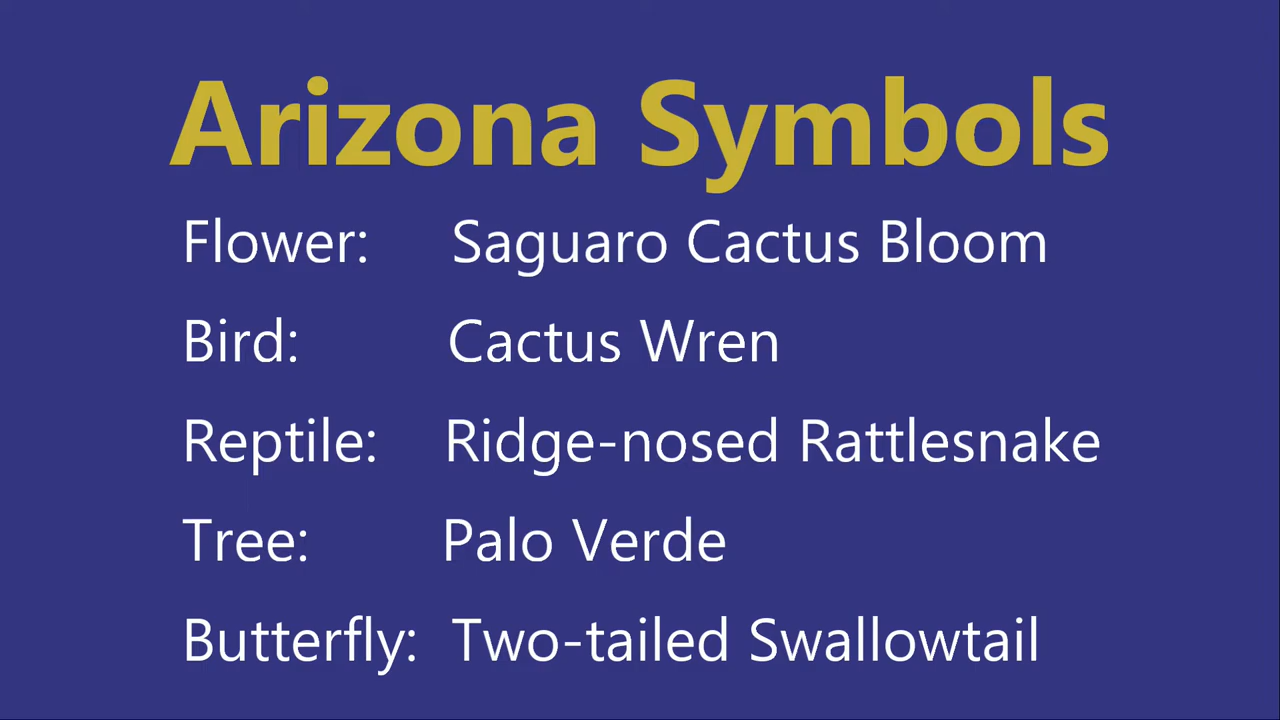 Arizona Symbols
Flower: Saguaro Cactus Bloom
Bird: Cactus Wren
Reptile: Ridge-nosed Rattlesnake
Tree: Palo Verde
Butterfly: Two-tailed Swallowtail